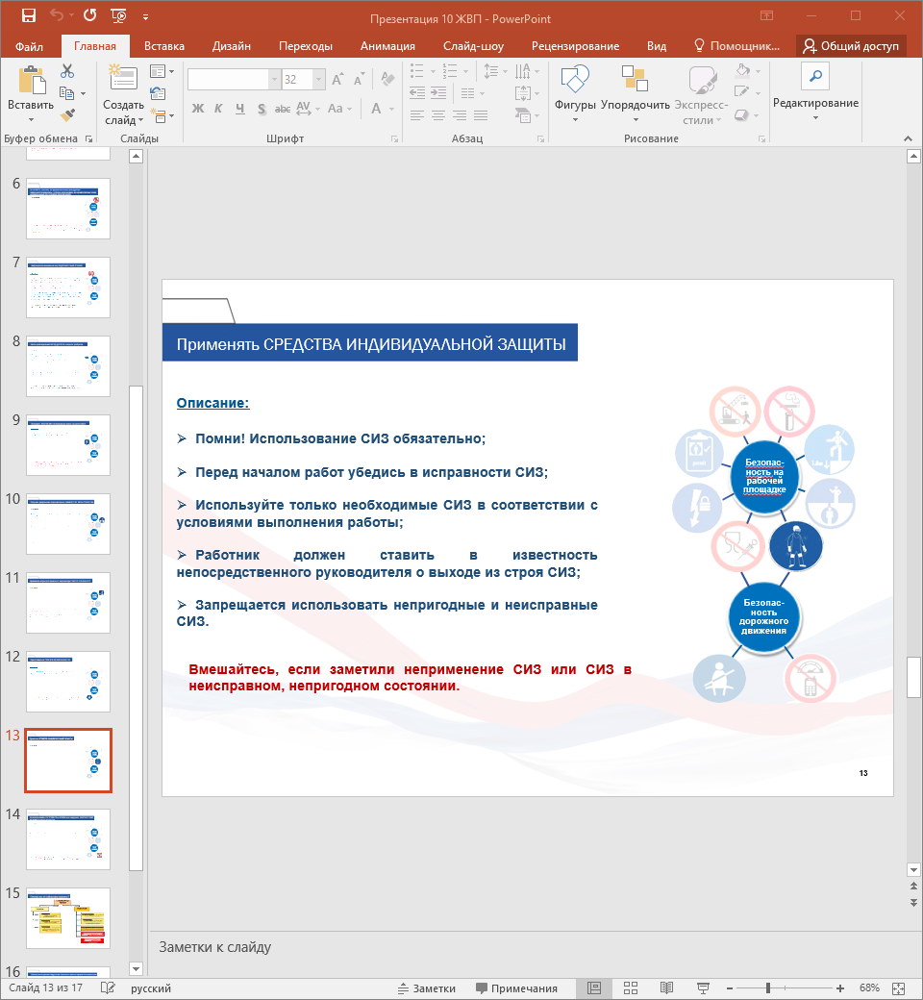 Презентация 10 ЖВП - PowerPoint
Файл
Главная
Вставка
Дизайн
Переходы
Анимация
Слайд-шоу
Рецензирование
Вид
Помощник...
Общий доступ
Вставить
Создать
слайд
32
Ж К Ч S abc AV Aa A
Фигуры
Упорядочить
Экспресс-
стили
Редактирование
Буфер обмена
Слайды
Шрифт
Абзац
Рисование
6
7
8
9
10
11
12
13
14
15
16
Применять СРЕДСТВА ИНДИВИДУАЛЬНОЙ ЗАЩИТЫ
Описание:
Помни! Использование СИЗ обязательно;
Перед началом работ убедись в исправности СИЗ;
Используйте только необходимые СИЗ в соответствии с
условиями выполнения работы;
Работник должен ставить в известность
непосредственного руководителя о выходе из строя СИЗ;
Запрещается использовать непригодные и неисправные
СИЗ.
Вмешайтесь, если заметили неприменение СИЗ или СИЗ в
неисправном, непригодном состоянии.
Безопас-
ность на
рабочей
площадке
Безопас-
ность
дорожного
движения
13
Заметки к слайду
Слайд 13 из 17
русский
Заметки
Примечания
68%